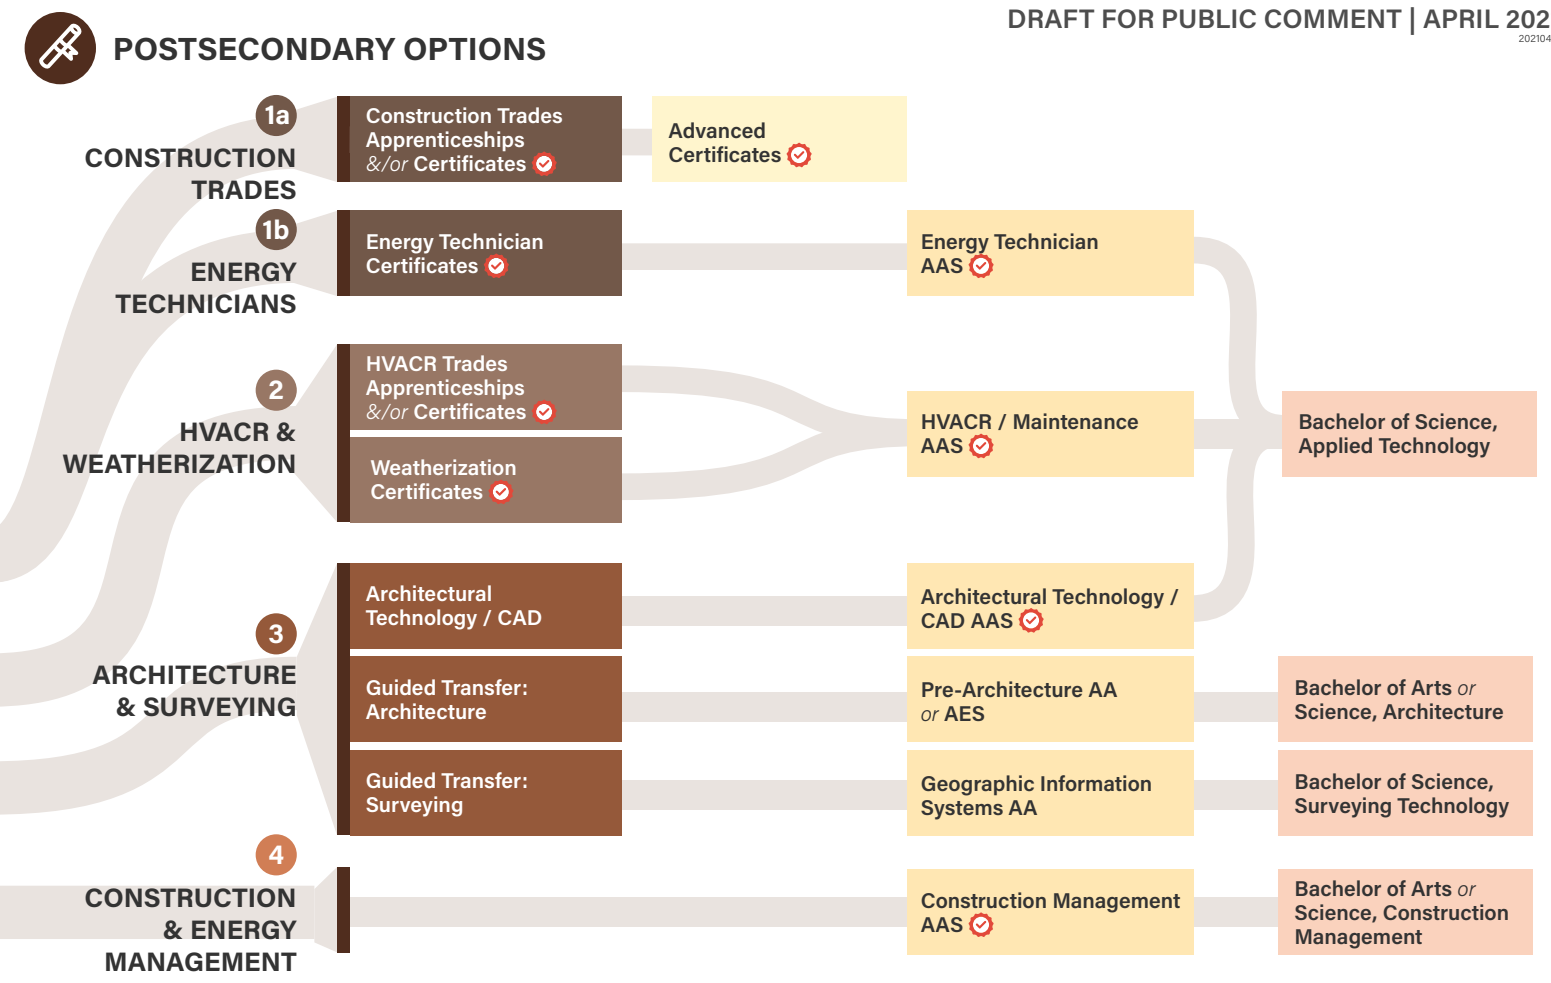 POSTSECONDARY OPTIONS
DRAFT FOR PUBLIC COMMENT | APRIL 202
202104
1a
CONSTRUCTION
TRADES
Construction Trades
Apprenticeships
&/or Certificates
Advanced
Certificates
1b
ENERGY
TECHNICIANS
Energy Technician
Certificates
Energy Technician
AAS
2
HVACR &
WEATHERIZATION
HVACR Trades
Apprenticeships
&/or Certificates
Weatherization
Certificates
HVACR / Maintenance
AAS
Bachelor of Science,
Applied Technology
3
ARCHITECTURE
& SURVEYING
Architectural
Technology / CAD
Architectural Technology /
CAD AAS
Guided Transfer:
Architecture
Pre-Architecture AA
or AES
Bachelor of Arts or
Science, Architecture
Guided Transfer:
Surveying
Geographic Information
Systems AA
Bachelor of Science,
Surveying Technology
4
CONSTRUCTION
& ENERGY
MANAGEMENT
Construction Management
AAS
Bachelor of Arts or
Science, Construction
Management